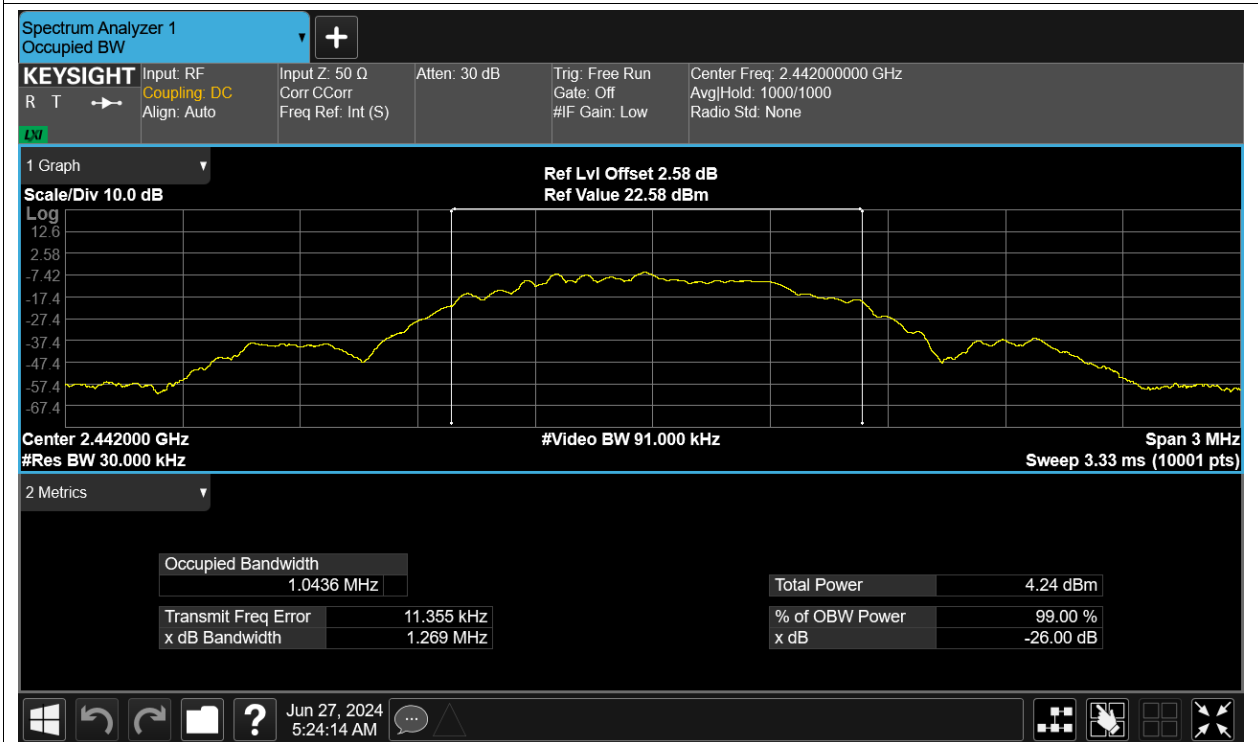 Spectrum Analyzer 1
Occupied BW
+
KEYSIGHT
R T
LXI
Input: RF
Coupling: DC
Align: Auto
Input Z: 50 Ω
Corr CCorr
Freq Ref: Int (S)
Atten: 30 dB
Trig: Free Run
Gate: Off
#IF Gain: Low
Center Freq: 2.442000000 GHz
Avg|Hold: 1000/1000
Radio Std: None
1 Graph
Scale/Div 10.0 dB
Ref Lvl Offset 2.58 dB
Ref Value 22.58 dBm
Log
12.6
2.58
-7.42
-17.4
-27.4
-37.4
-47.4
-57.4
-67.4
Center 2.442000 GHz
#Res BW 30.000 kHz
#Video BW 91.000 kHz
Span 3 MHz
Sweep 3.33 ms (10001 pts)
2 Metrics
Occupied Bandwidth
1.0436 MHz
Transmit Freq Error 11.355 kHz
x dB Bandwidth 1.269 MHz
Total Power 4.24 dBm
% of OBW Power 99.00 %
x dB -26.00 dB
?
Jun 27, 2024
5:24:14 AM